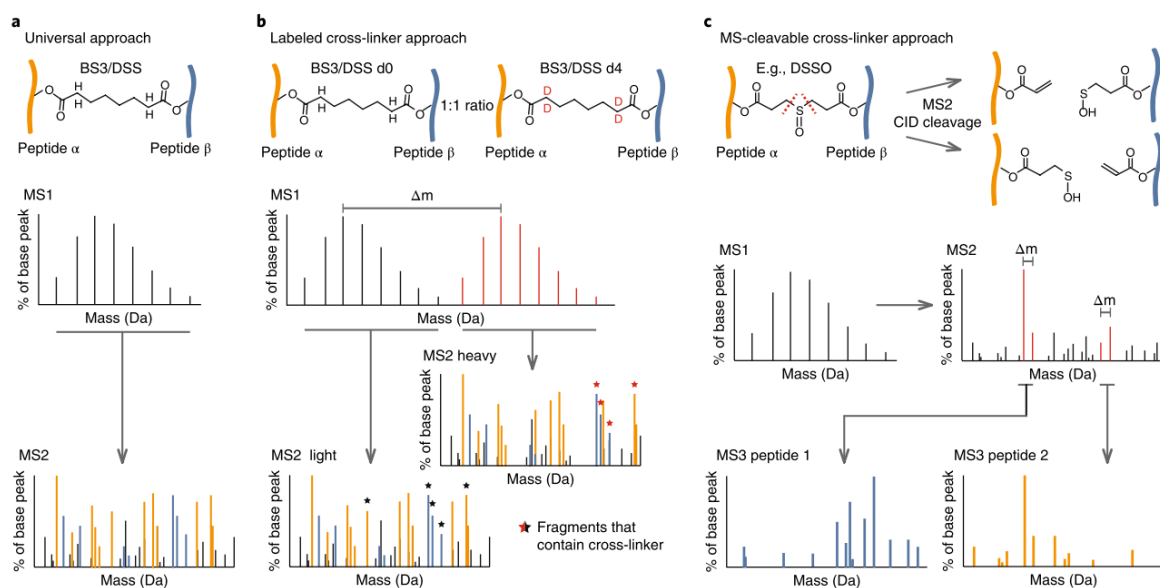 a
Universal approach
BS3/DSS
H
H
O
O
H
H
O
O
Peptide α
Peptide β
MS1
% of base peak
Mass (Da)
MS2
% of base peak
Mass (Da)
b
Labeled cross-linker approach
BS3/DSS d0
H
H
O
O
H
H
O
O
Peptide α
Peptide β
1:1 ratio
BS3/DSS d4
D
D
O
O
D
D
O
O
Peptide α
Peptide β
MS1
Δm
% of base peak
Mass (Da)
MS2 heavy
% of base peak
Mass (Da)
MS2 light
% of base peak
Mass (Da)
Fragments that
contain cross-linker
c
MS-cleavable cross-linker approach
E.g., DSSO
O
O
S
O
O
O
Peptide α
Peptide β
MS2
CID cleavage
O
O
S
OH
O
O
O
O
S
OH
O
O
MS1
% of base peak
Mass (Da)
MS2
Δm
Δm
% of base peak
Mass (Da)
MS3 peptide 1
% of base peak
Mass (Da)
MS3 peptide 2
% of base peak
Mass (Da)